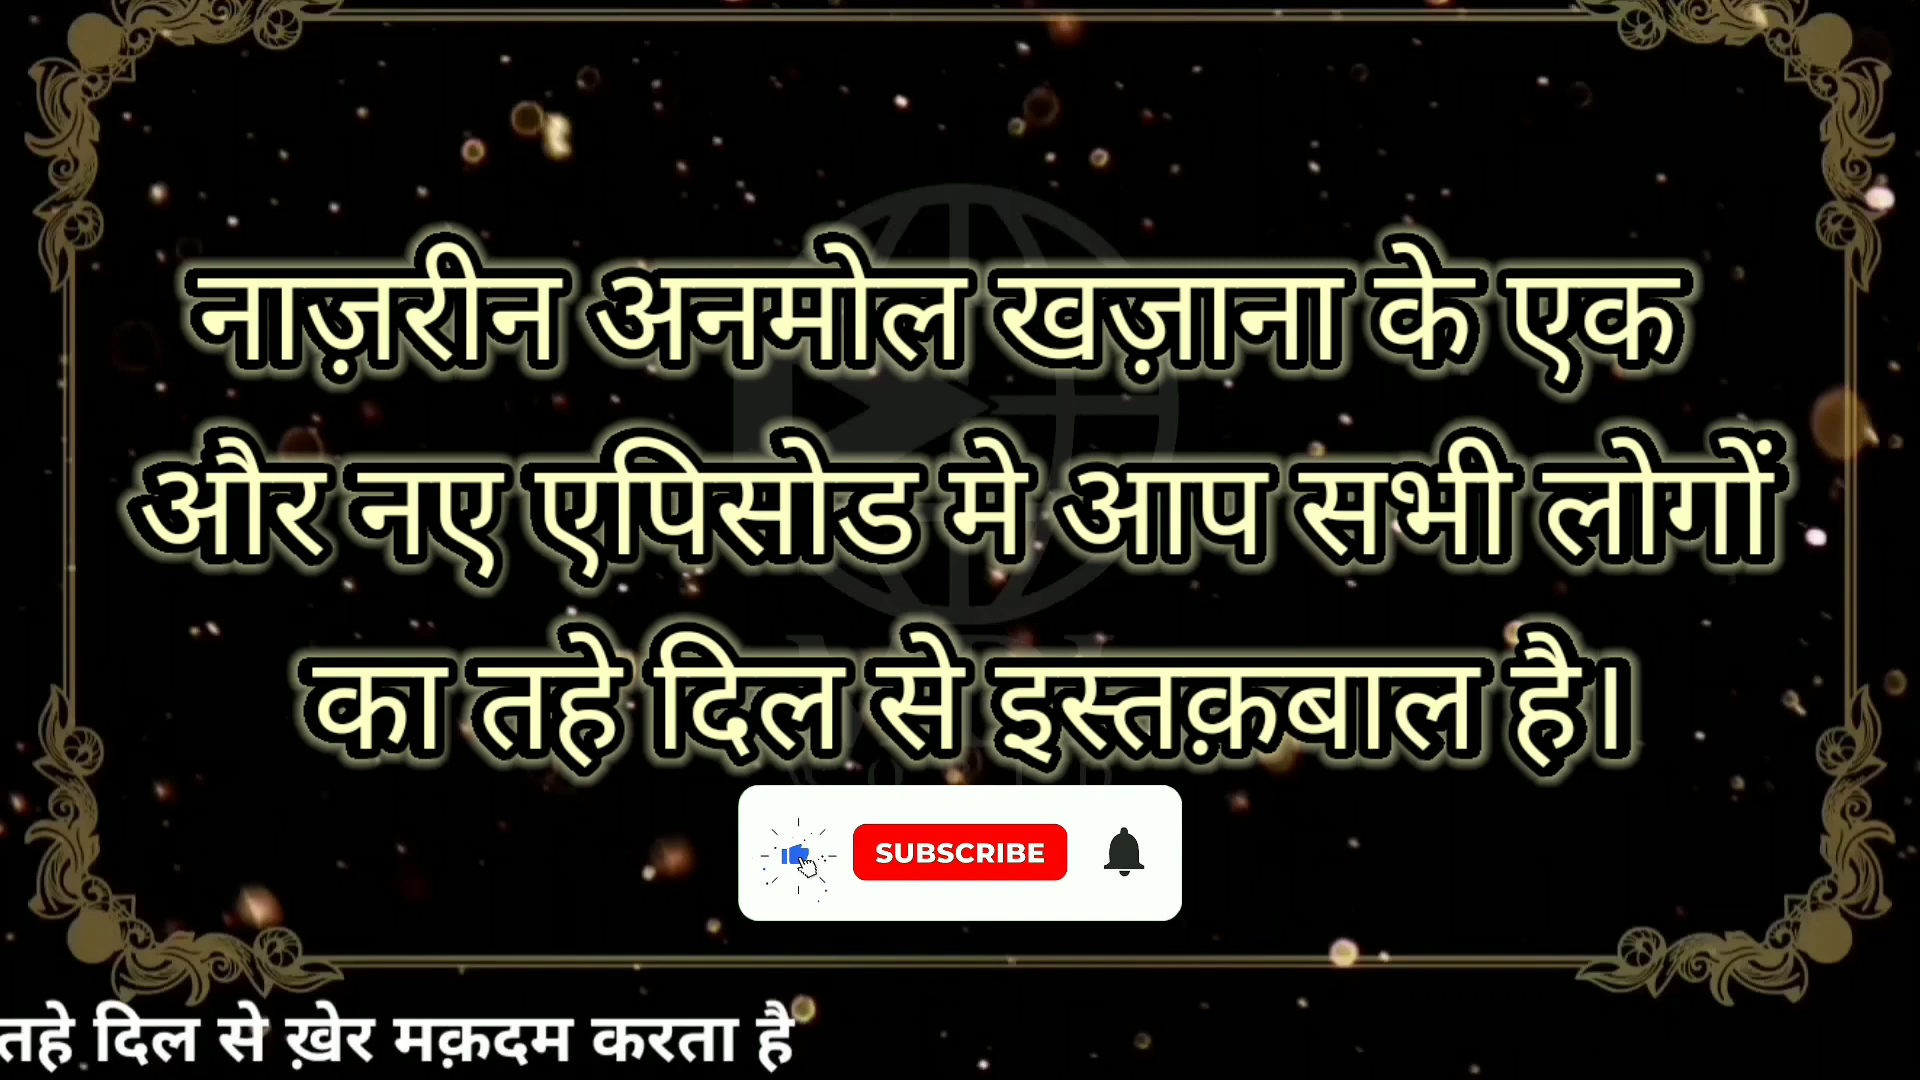 नाज़रीन अनमोल खज़ाना के एक
और नए एपिसोड मे आप सभी लोगों
का तहे दिल से इस्तक़बाल है।
SUBSCRIBE
तहे दिल से ख़ेर मक़दम करता है